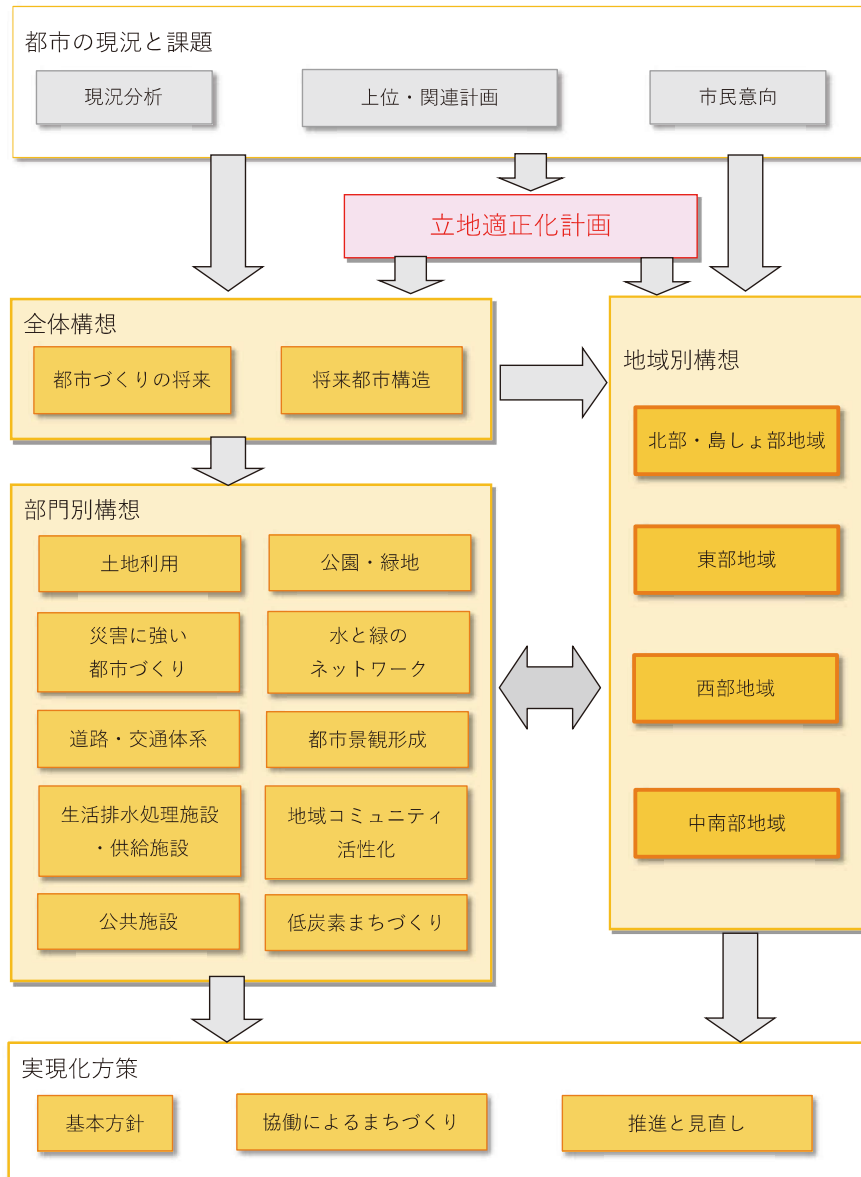 都市の現況と課題
現況分析
上位・関連計画
市民意向
立地適正化計画
全体構想
都市づくりの将来
将来都市構造
地域別構想
北部・島しょ部地域
東部地域
西部地域
中南部地域
部門別構想
土地利用
公園・緑地
災害に強い
都市づくり
水と緑の
ネットワーク
道路・交通体系
都市景観形成
生活排水処理施設
・供給施設
地域コミュニティ
活性化
公共施設
低炭素まちづくり
実現化方策
基本方針
協働によるまちづくり
推進と見直し